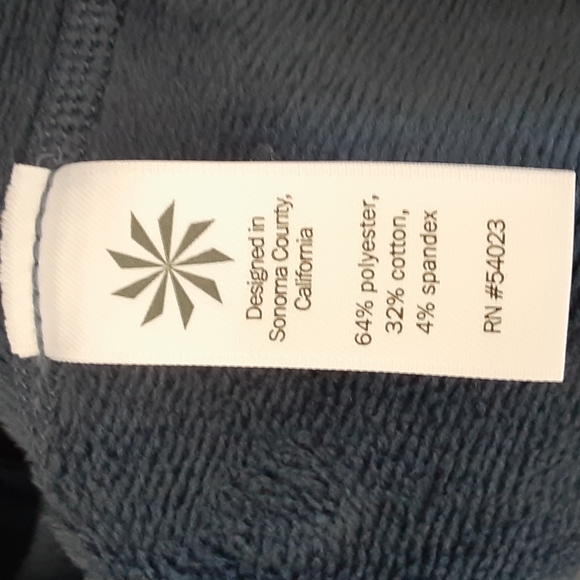 Designed in
Sonoma County,
California
64% polyester,
32% cotton,
4% spandex
RN #54023